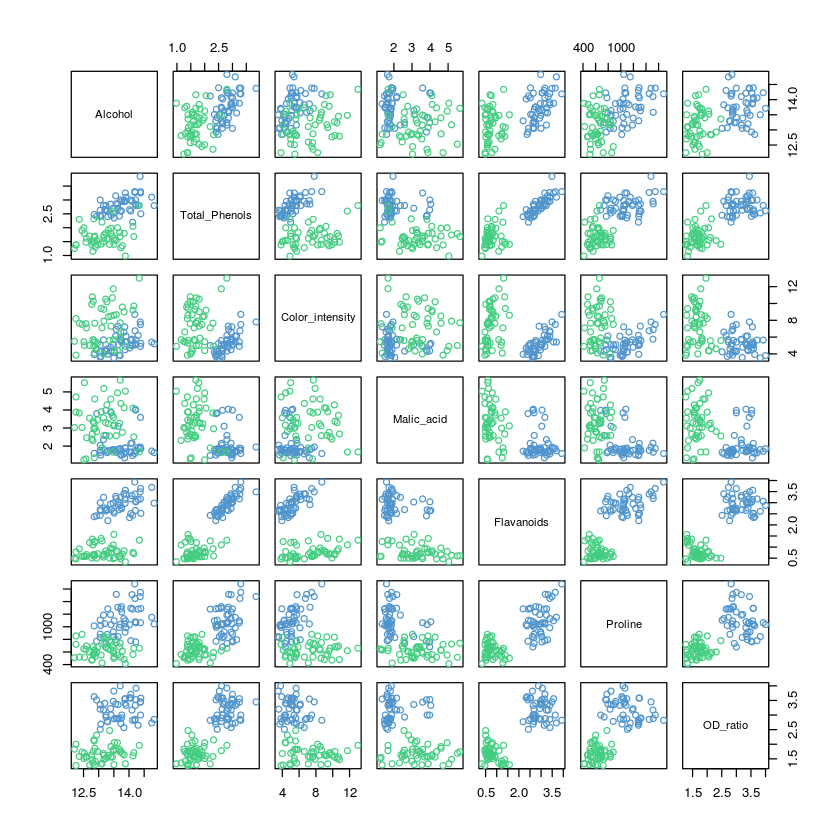 1.0 2.5 2 3 4 5 400 1000
Alcohol 12.5 14.0
1.0 2.5 Total_Phenols
Color_intensity 4 8 12
2 3 4 5 Malic_acid
Flavanoids 0.5 2.0 3.5
400 1000 Proline
OD_ratio 1.5 2.5 3.5
12.5 14.0 4 8 12 0.5 2.0 3.5 1.5 2.5 3.5